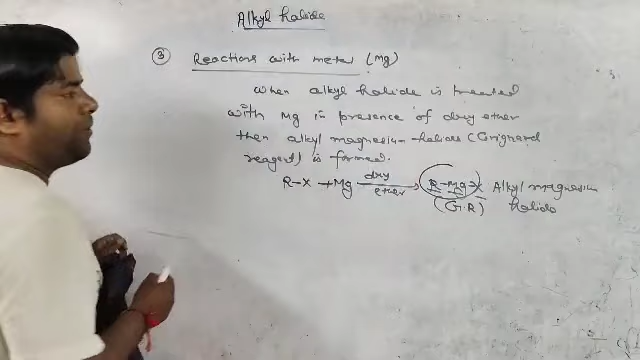 Alkyl halide
③ Reactions with metal (Mg)
when alkyl halide is treated
with Mg in presence of dry ether
then alkyl magnesium halide (Grignard
reagent) is formed.
R-X + Mg dry ether → R-Mg-X Alkyl magnesium
(G.R) halide